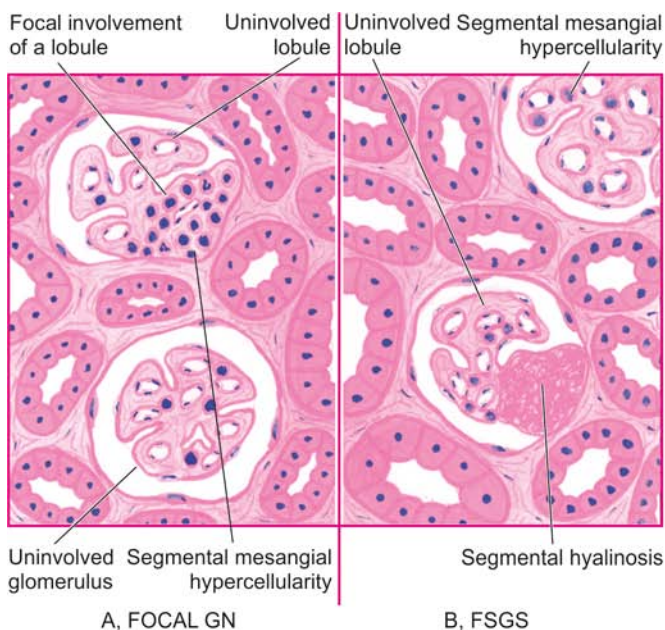 Focal involvement
of a lobule
Uninvolved
lobule
Uninvolved
lobule
Segmental mesangial
hypercellularity
Uninvolved
glomerulus
Segmental mesangial
hypercellularity
Segmental hyalinosis
A, FOCAL GN
B, FSGS